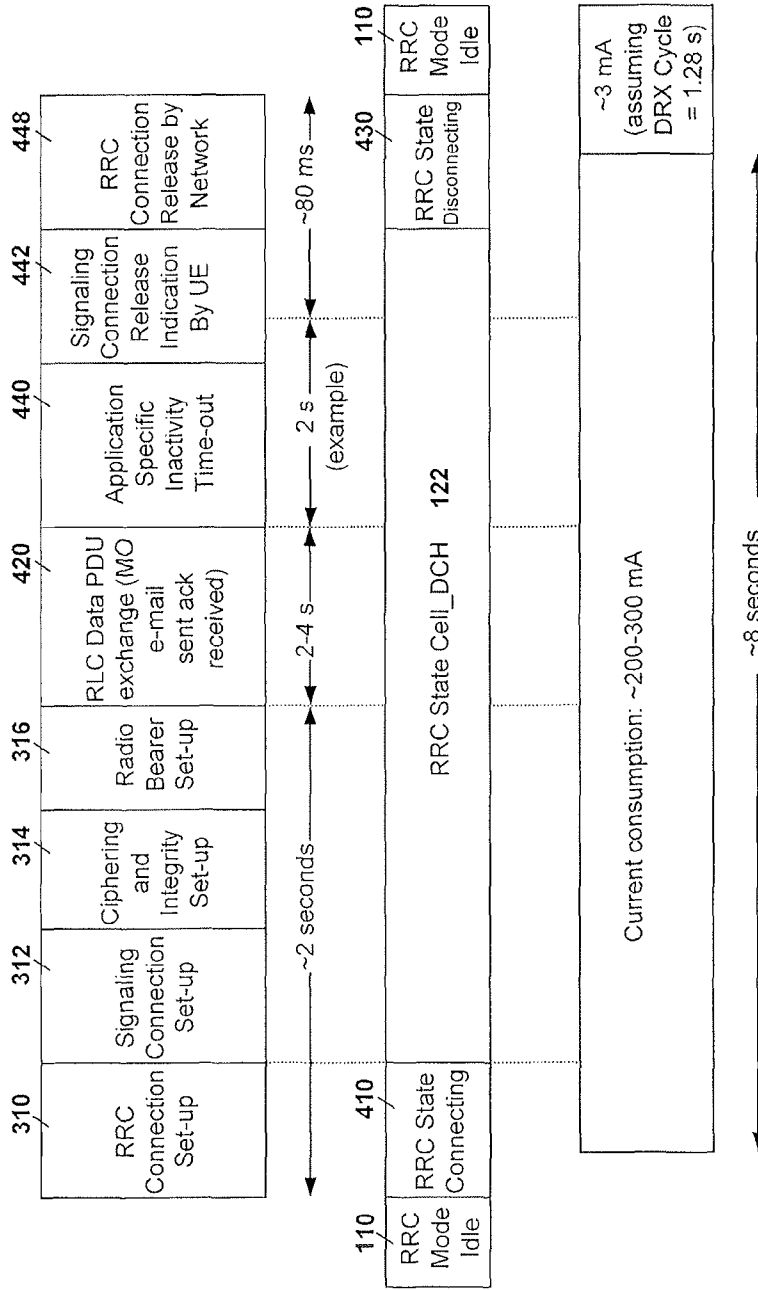 310
312
314
316
420
440
442
448
RRC
Connection
Set-up
Signaling
Connection
Set-up
Ciphering
and
Integrity
Set-up
Radio
Bearer
Set-up
RLC Data PDU
exchange (MO
e-mail
sent ack
received)
Application
Specific
Inactivity
Time-out
Signaling
Connection
Release
Indication
By UE
RRC
Connection
Release by
Network
~2 seconds
2-4 s
2 s
(example)
~80 ms
110
410
430
110
RRC
Mode
Idle
RRC State
Connecting
RRC State Cell_DCH 122
RRC State
Disconnecting
RRC
Mode
Idle
Current consumption: ~200-300 mA
~3 mA
(assuming
DRX Cycle
= 1.28 s)
~8 seconds